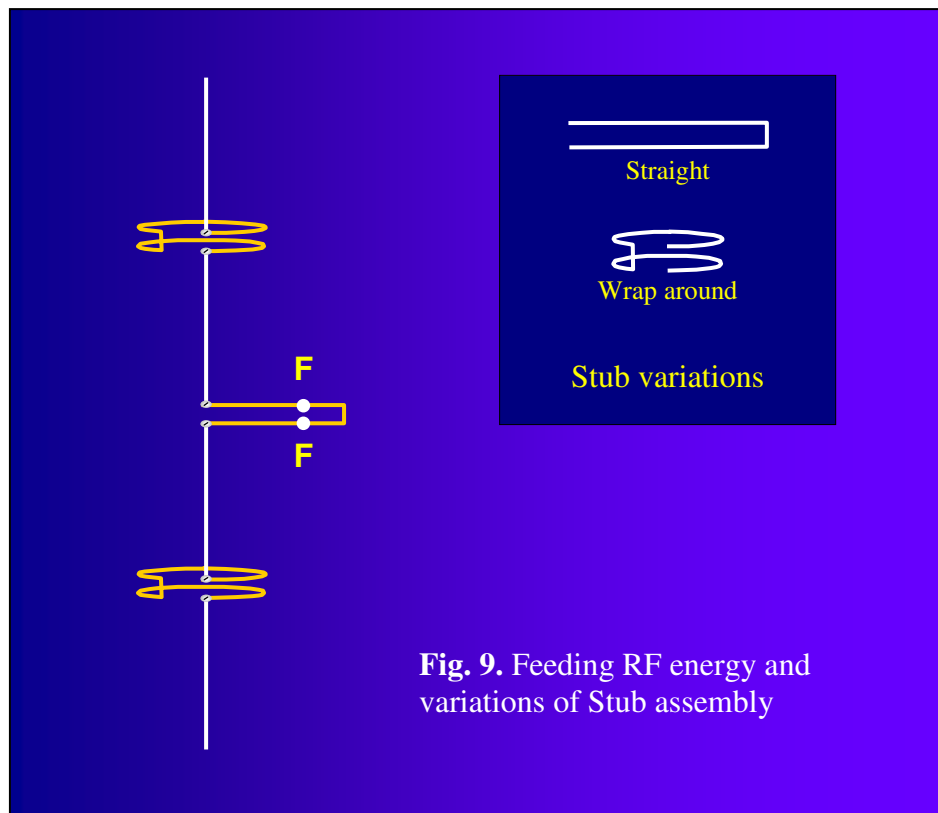 Straight
Wrap around
Stub variations
F
F
Fig. 9. Feeding RF energy and
variations of Stub assembly